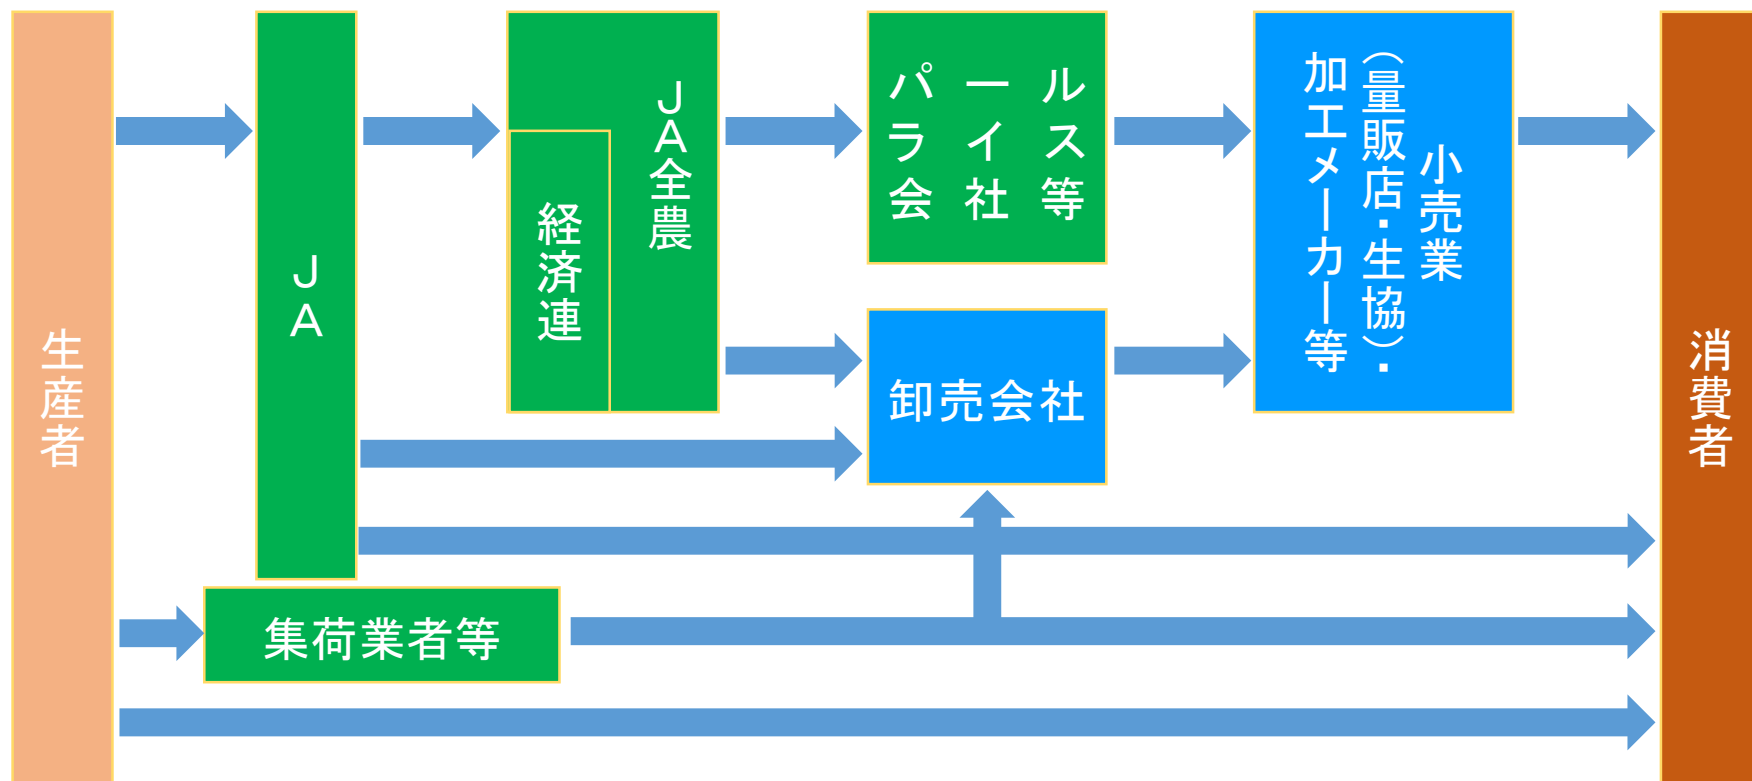 生産者
ＪＡ
ＪＡ全農
経済連
パールライス会社等
卸売会社
小売業
（量販店・生協）・
加工メーカー等
消費者
集荷業者等